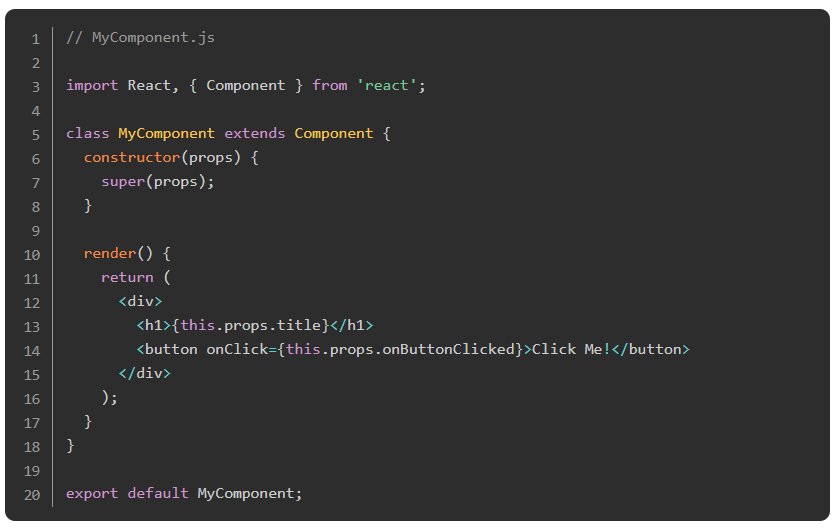 1 // MyComponent.js
2
3 import React, { Component } from 'react';
4
5 class MyComponent extends Component {
6   constructor(props) {
7     super(props);
8   }
9
10   render() {
11     return (
12       <div>
13         <h1>{this.props.title}</h1>
14         <button onClick={this.props.onButtonClicked}>Click Me!</button>
15       </div>
16     );
17   }
18 }
19
20 export default MyComponent;